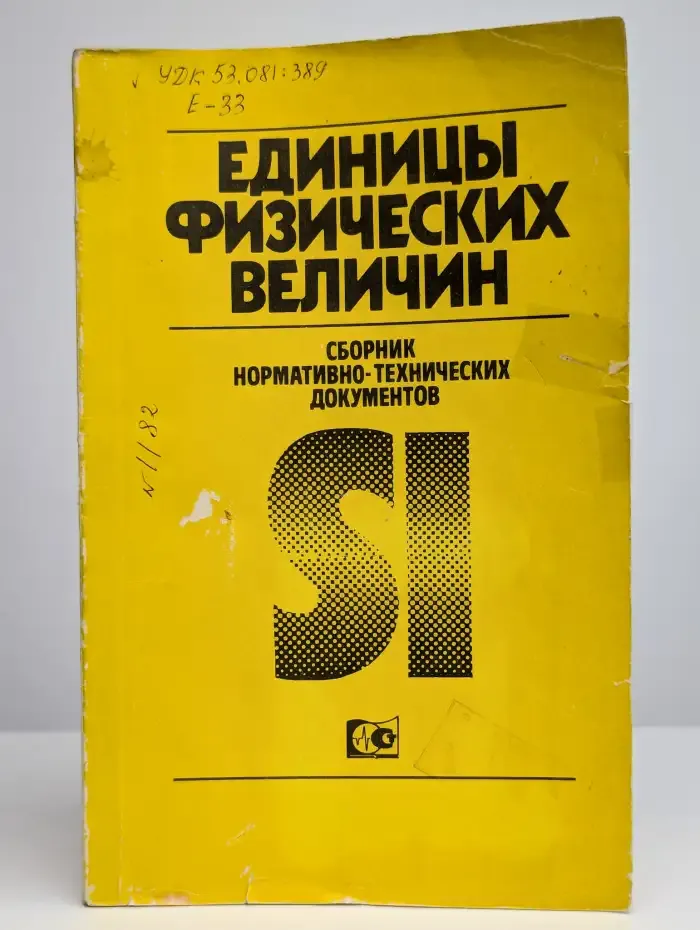 УДК 53.081:389
Е-33
ЕДИНИЦЫ
ФИЗИЧЕСКИХ
ВЕЛИЧИН
СБОРНИК
НОРМАТИВНО-ТЕХНИЧЕСКИХ
ДОКУМЕНТОВ
SI